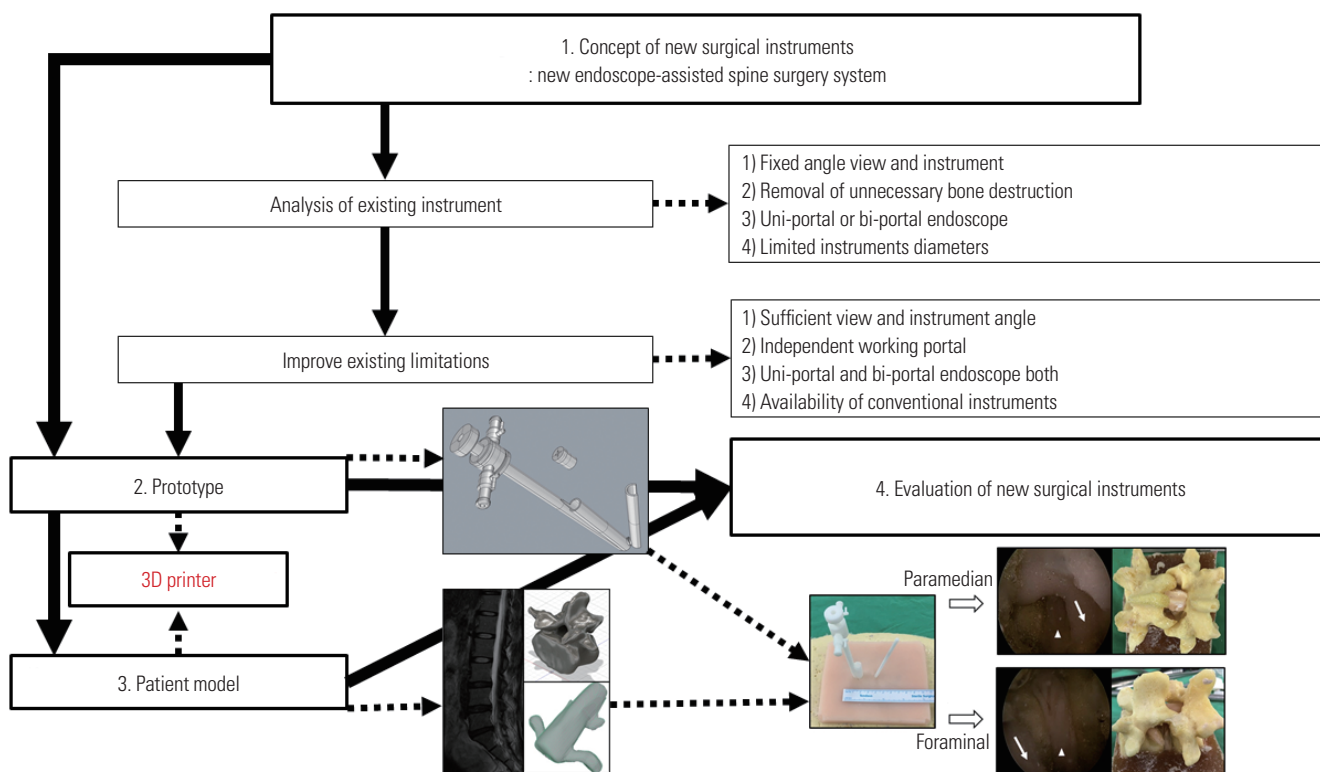 1. Concept of new surgical instruments
: new endoscope-assisted spine surgery system
Analysis of existing instrument
1) Fixed angle view and instrument
2) Removal of unnecessary bone destruction
3) Uni-portal or bi-portal endoscope
4) Limited instruments diameters
Improve existing limitations
1) Sufficient view and instrument angle
2) Independent working portal
3) Uni-portal and bi-portal endoscope both
4) Availability of conventional instruments
2. Prototype
4. Evaluation of new surgical instruments
3D printer
Paramedian
3. Patient model
Foraminal